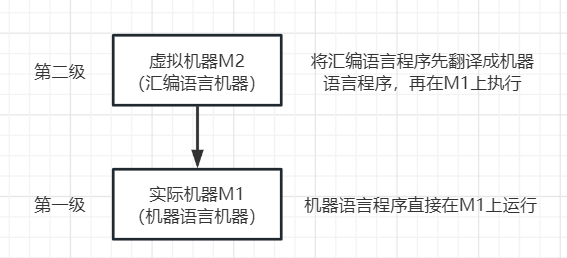 第二级
虚拟机器M2
（汇编语言机器）
将汇编语言程序先翻译成机器
语言程序，再在M1上执行
第一级
实际机器M1
（机器语言机器）
机器语言程序直接在M1上运行